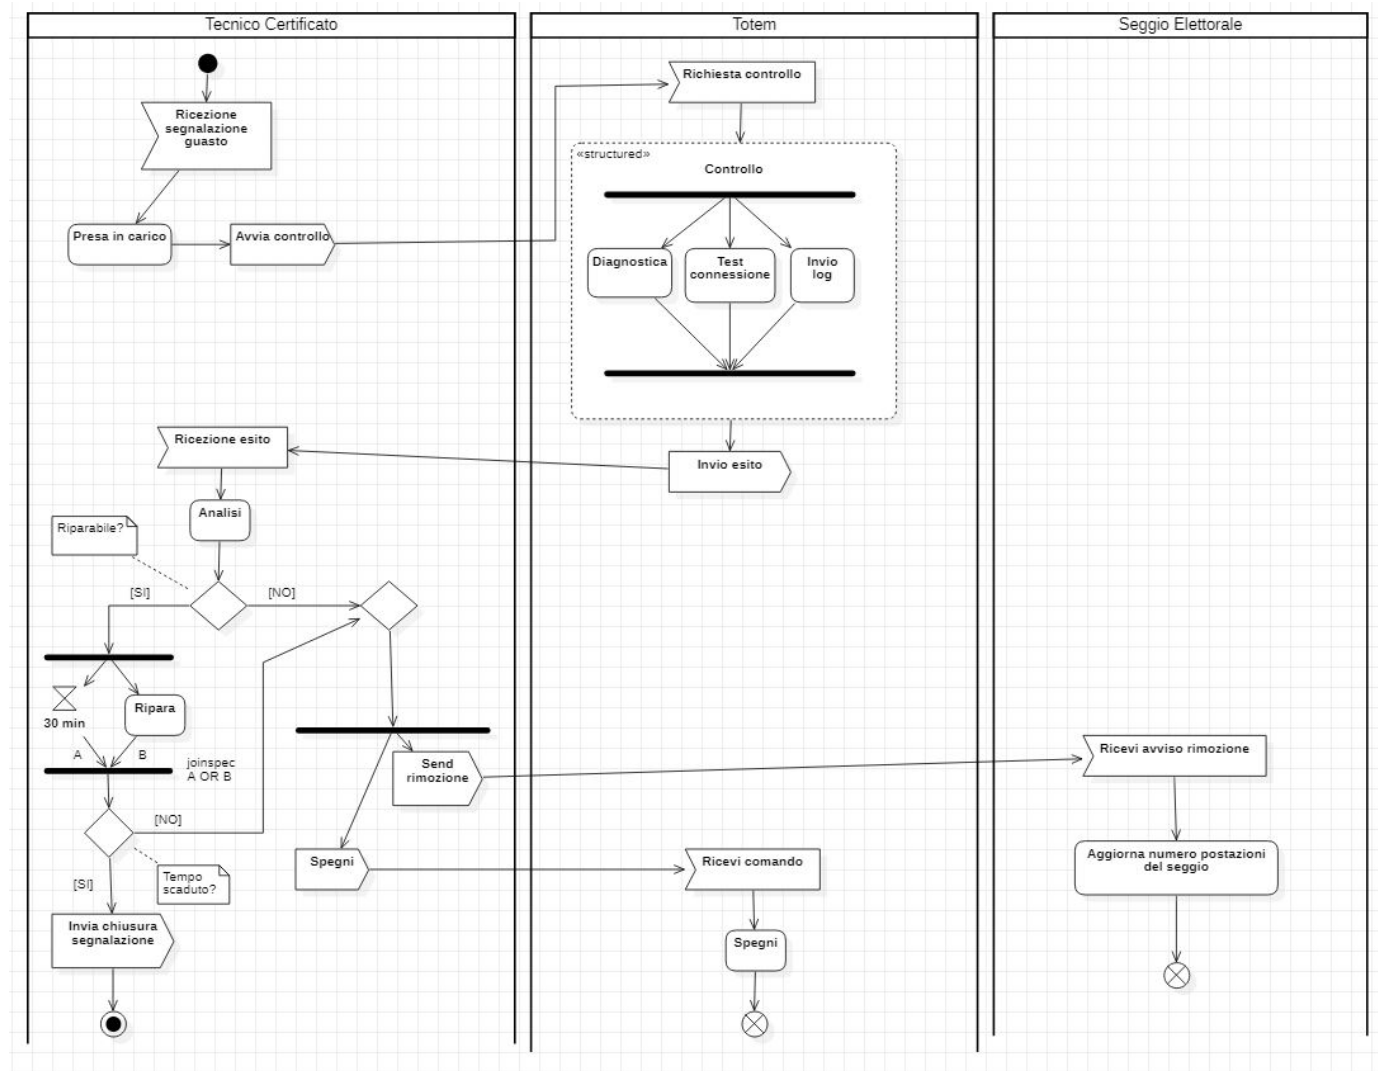 Tecnico Certificato
Totem
Seggio Elettorale
Ricezione
segnalazione
guasto
Presa in carico
Avvia controllo
Richiesta controllo
«structured»
Controllo
Diagnostica
Test
connessione
Invio
log
Invio esito
Ricezione esito
Analisi
Riparabile?
[SI]
[NO]
30 min
Ripara
A
B
joinspec
A OR B
[NO]
Tempo
scaduto?
[SI]
Invia chiusura
segnalazione
Send
rimozione
Spegni
Ricevi comando
Spegni
Ricevi avviso rimozione
Aggiorna numero postazioni
del seggio